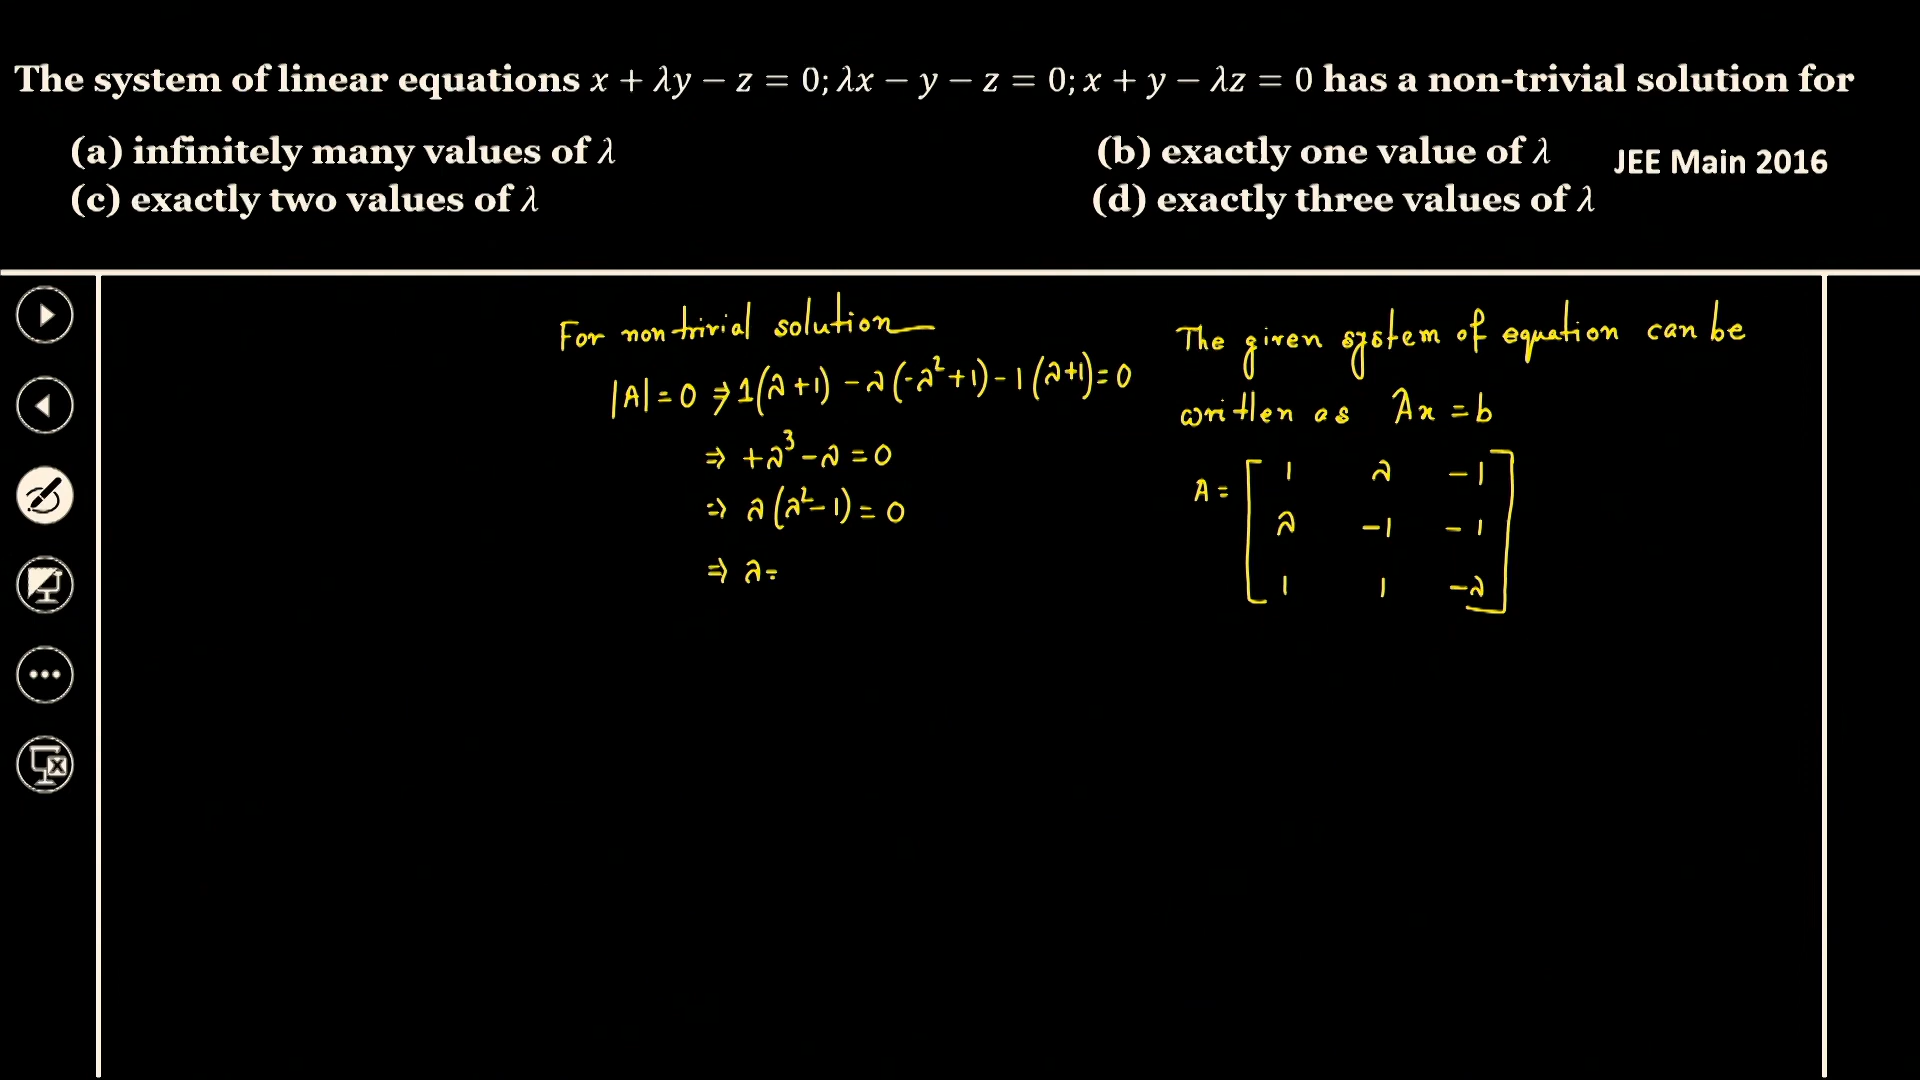 The system of linear equations x + λy − z = 0; λx − y − z = 0; x + y − λz = 0 has a non-trivial solution for
(a) infinitely many values of λ
(b) exactly one value of λ
JEE Main 2016
(c) exactly two values of λ
(d) exactly three values of λ
For non trivial solution
|A| = 0 ⇒ 1(λ+1) − λ(-λ²+1) − 1(λ+1) = 0
⇒ +λ³ − λ = 0
⇒ λ(λ²−1) = 0
⇒ λ =
The given system of equation can be
written as Ax = b
A = [ 1 λ −1
λ −1 −1
1 1 −λ ]